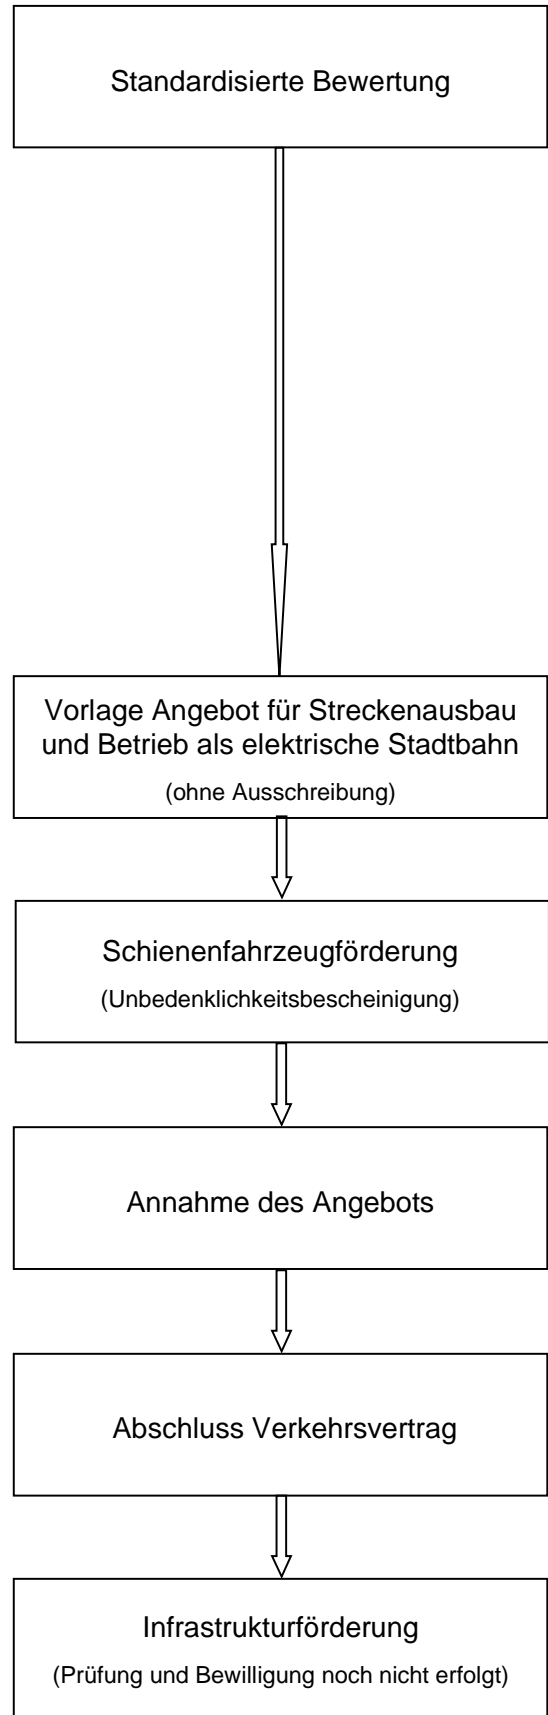 Standardisierte Bewertung
Vorlage Angebot für Streckenausbau
und Betrieb als elektrische Stadtbahn
(ohne Ausschreibung)
Schienenfahrzeugförderung
(Unbedenklichkeitsbescheinigung)
Annahme des Angebots
Abschluss Verkehrsvertrag
Infrastrukturförderung
(Prüfung und Bewilligung noch nicht erfolgt)